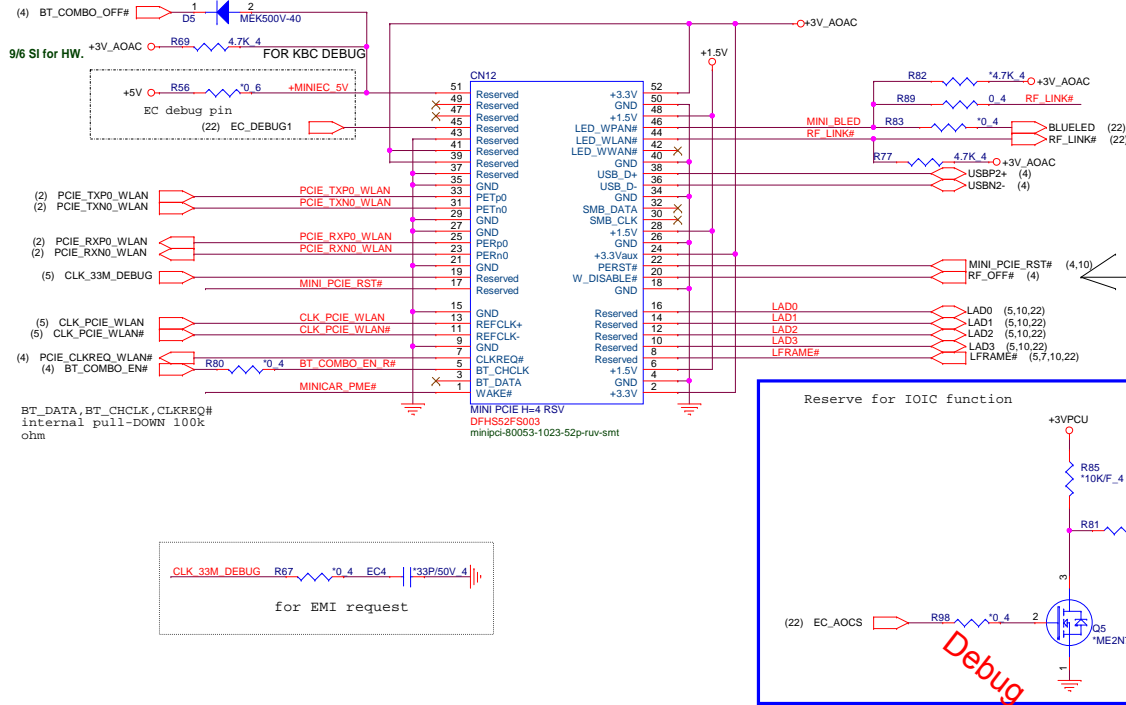 (4) BT_COMBO_OFF# 1 2
D5 MEK500V-40
+3V_AOAC R69 4.7K_4
9/6 SI for HW. FOR KBC DEBUG
+5V R56 *0_6 +MINIEC_5V
EC debug pin
(22) EC_DEBUG1
+3V_AOAC
+1.5V
CN12
51 Reserved +3.3V 52
49 Reserved GND 50
47 Reserved +1.5V 48
45 Reserved LED_WPAN# 46
43 Reserved LED_WLAN# 44
41 Reserved LED_WWAN# 42
39 Reserved GND 40
37 Reserved USB_D+ 38
35 GND USB_D- 36
33 PETp0 GND 34
31 PETn0 SMB_DATA 32
29 GND SMB_CLK 30
27 GND +1.5V 28
25 PERp0 GND 26
23 PERn0 +3.3Vaux 24
21 GND PERST# 22
19 Reserved W_DISABLE# 20
17 Reserved GND 18
15 GND Reserved 16
13 REFCLK+ Reserved 14
11 REFCLK- Reserved 12
9 GND Reserved 10
7 CLKREQ# Reserved 8
5 BT_CHCLK +1.5V 6
3 BT_DATA GND 4
1 WAKE# +3.3V 2
MINI PCIE H=4 RSV
DFHS52FS003
minipci-80053-1023-52p-ruv-smt
(2) PCIE_TXP0_WLAN PCIE_TXP0_WLAN
(2) PCIE_TXN0_WLAN PCIE_TXN0_WLAN
(2) PCIE_RXP0_WLAN PCIE_RXP0_WLAN
(2) PCIE_RXN0_WLAN PCIE_RXN0_WLAN
(5) CLK_33M_DEBUG
MINI_PCIE_RST#
(5) CLK_PCIE_WLAN CLK_PCIE_WLAN
(5) CLK_PCIE_WLAN# CLK_PCIE_WLAN#
(4) PCIE_CLKREQ_WLAN#
(4) BT_COMBO_EN# R80 *0_4 BT_COMBO_EN_R#
MINICAR_PME#
BT_DATA,BT_CHCLK,CLKREQ#
internal pull-DOWN 100k
ohm
R82 *4.7K_4 +3V_AOAC
R89 0_4 RF_LINK#
MINI_BLED R83 *0_4 BLUELED (22)
RF_LINK# RF_LINK# (22)
R77 4.7K_4 +3V_AOAC
USBP2+ (4)
USBN2- (4)
MINI_PCIE_RST# (4,10)
RF_OFF# (4)
LAD0 LAD0 (5,10,22)
LAD1 LAD1 (5,10,22)
LAD2 LAD2 (5,10,22)
LAD3 LAD3 (5,10,22)
LFRAME# LFRAME# (5,7,10,22)
Reserve for IOIC function
+3VPCU
R85
*10K/F_4
R81
3
(22) EC_AOCS R98 *0_4 2
Q5
1
Debug
CLK_33M_DEBUG R67 *0_4 EC4 *33P/50V_4
for EMI request